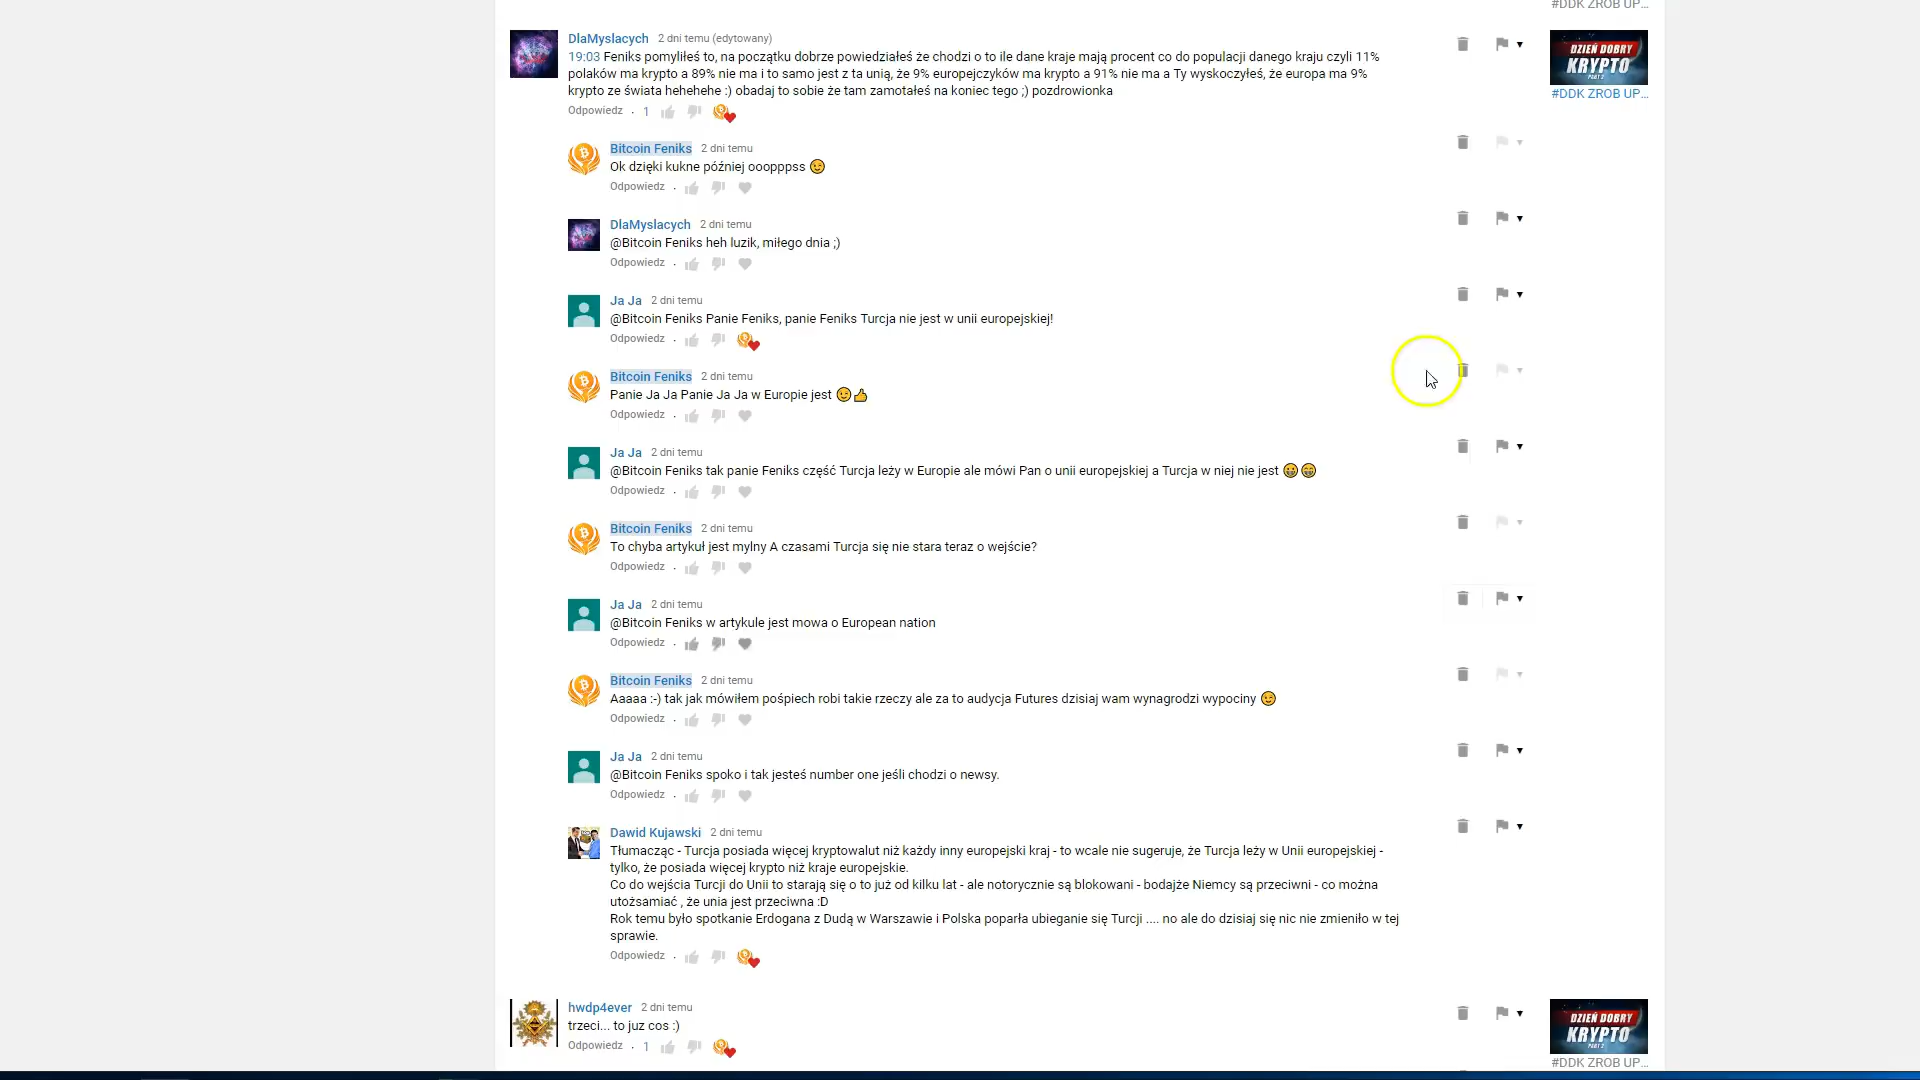 #DDK ZROB UP...
DlaMyslacych 2 dni temu (edytowany)
19:03 Feniks pomyliłeś to, na początku dobrze powiedziałeś że chodzi o to ile dane kraje mają procent co do populacji danego kraju czyli 11%
polaków ma krypto a 89% nie ma i to samo jest z ta unią, że 9% europejczyków ma krypto a 91% nie ma a Ty wyskoczyłeś, że europa ma 9%
krypto ze świata hehehehe :) obadaj to sobie że tam zamotałeś na koniec tego ;) pozdrowionka
Odpowiedz · 1
DZIEŃ DOBRY
KRYPTO
PART 2
#DDK ZROB UP...
Bitcoin Feniks 2 dni temu
Ok dzięki kukne później ooopppss 😉
Odpowiedz ·
DlaMyslacych 2 dni temu
@Bitcoin Feniks heh luzik, miłego dnia ;)
Odpowiedz ·
Ja Ja 2 dni temu
@Bitcoin Feniks Panie Feniks, panie Feniks Turcja nie jest w unii europejskiej!
Odpowiedz ·
Bitcoin Feniks 2 dni temu
Panie Ja Ja Panie Ja Ja w Europie jest 😉👍
Odpowiedz ·
Ja Ja 2 dni temu
@Bitcoin Feniks tak panie Feniks część Turcja leży w Europie ale mówi Pan o unii europejskiej a Turcja w niej nie jest 😀😁
Odpowiedz ·
Bitcoin Feniks 2 dni temu
To chyba artykuł jest mylny A czasami Turcja się nie stara teraz o wejście?
Odpowiedz ·
Ja Ja 2 dni temu
@Bitcoin Feniks w artykule jest mowa o European nation
Odpowiedz ·
Bitcoin Feniks 2 dni temu
Aaaaa :-) tak jak mówiłem pośpiech robi takie rzeczy ale za to audycja Futures dzisiaj wam wynagrodzi wypociny 😉
Odpowiedz ·
Ja Ja 2 dni temu
@Bitcoin Feniks spoko i tak jesteś number one jeśli chodzi o newsy.
Odpowiedz ·
Dawid Kujawski 2 dni temu
Tłumacząc - Turcja posiada więcej kryptowalut niż każdy inny europejski kraj - to wcale nie sugeruje, że Turcja leży w Unii europejskiej -
tylko, że posiada więcej krypto niż kraje europejskie.
Co do wejścia Turcji do Unii to starają się o to już od kilku lat - ale notorycznie są blokowani - bodajże Niemcy są przeciwni - co można
utożsamiać , że unia jest przeciwna :D
Rok temu było spotkanie Erdogana z Dudą w Warszawie i Polska poparła ubieganie się Turcji .... no ale do dzisiaj się nic nie zmieniło w tej
sprawie.
Odpowiedz ·
hwdp4ever 2 dni temu
trzeci... to juz cos :)
Odpowiedz · 1
DZIEŃ DOBRY
KRYPTO
PART 2
#DDK ZROB UP...